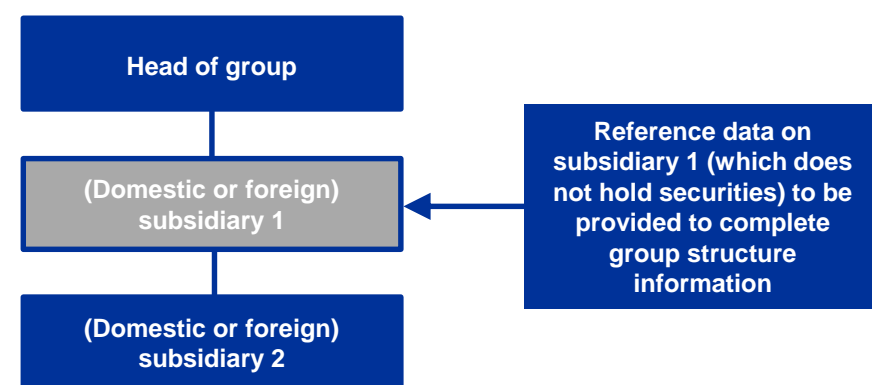 Head of group
(Domestic or foreign)
subsidiary 1
Reference data on
subsidiary 1 (which does
not hold securities) to be
provided to complete
group structure
information
(Domestic or foreign)
subsidiary 2